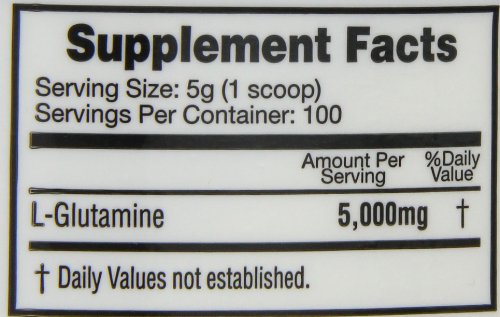 Supplement Facts
Serving Size: 5g (1 scoop)
Servings Per Container: 100
Amount Per Serving %Daily Value
L-Glutamine 5,000mg †
† Daily Values not established.